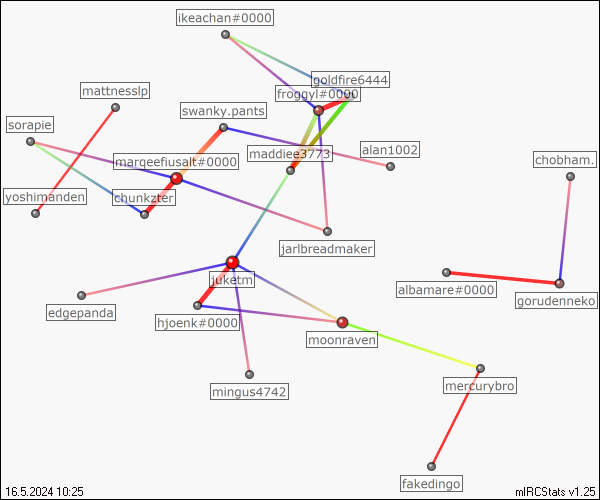 ikeachan#0000
goldfire6444
mattnesslp
froggyl#0000
swanky.pants
sorapie
alan1002
maddiee3773
chobham.
marqeefiusalt#0000
yoshimanden
chunkzter
jarlbreadmaker
juketm
albamare#0000
gorudenneko
edgepanda
hjoenk#0000
moonraven
mercurybro
mingus4742
fakedingo
16.5.2024 10:25
mIRCStats v1.25